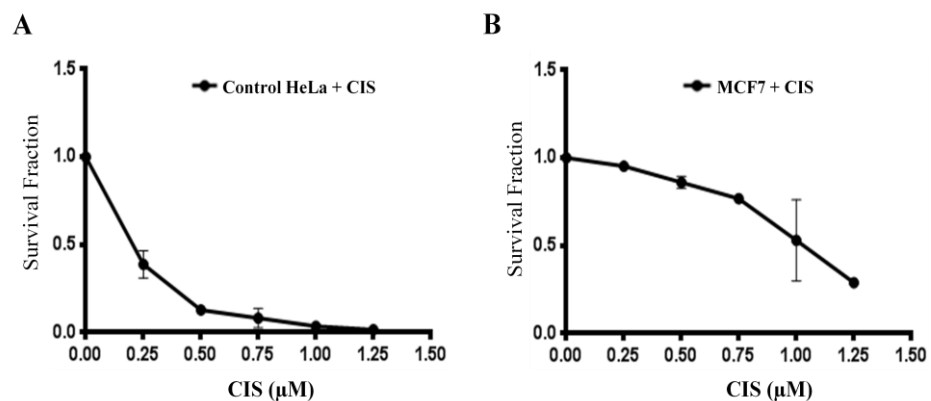 A
1.5
1.0
0.5
0.0
Survival Fraction
Control HeLa + CIS
0.00 0.25 0.50 0.75 1.00 1.25 1.50
CIS (μM)
B
1.5
1.0
0.5
0.0
Survival Fraction
MCF7 + CIS
0.00 0.25 0.50 0.75 1.00 1.25 1.50
CIS (μM)